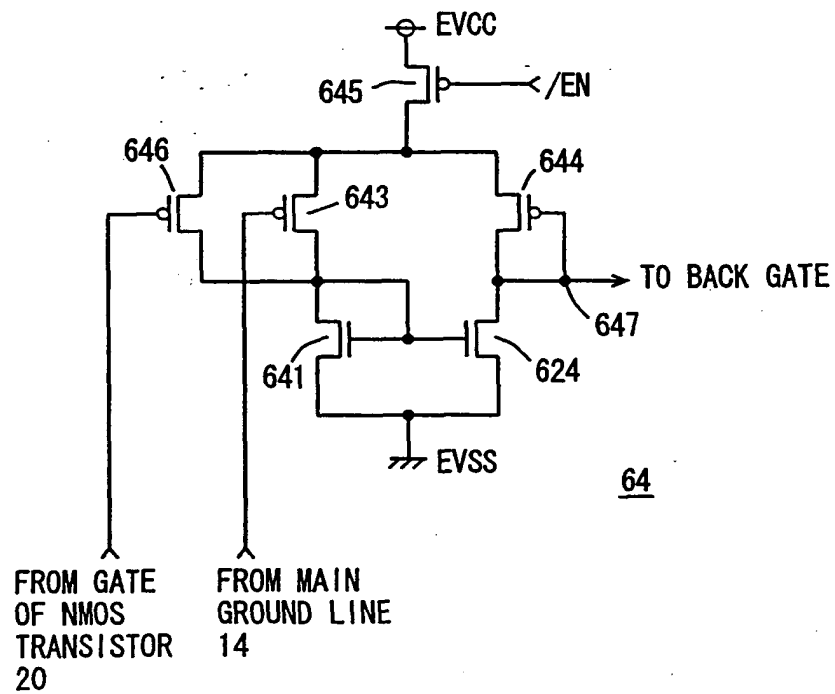 EVCC
645
/EN
646
644
643
TO BACK GATE
647
641
624
EVSS
64
FROM GATE
OF NMOS
TRANSISTOR
20
FROM MAIN
GROUND LINE
14